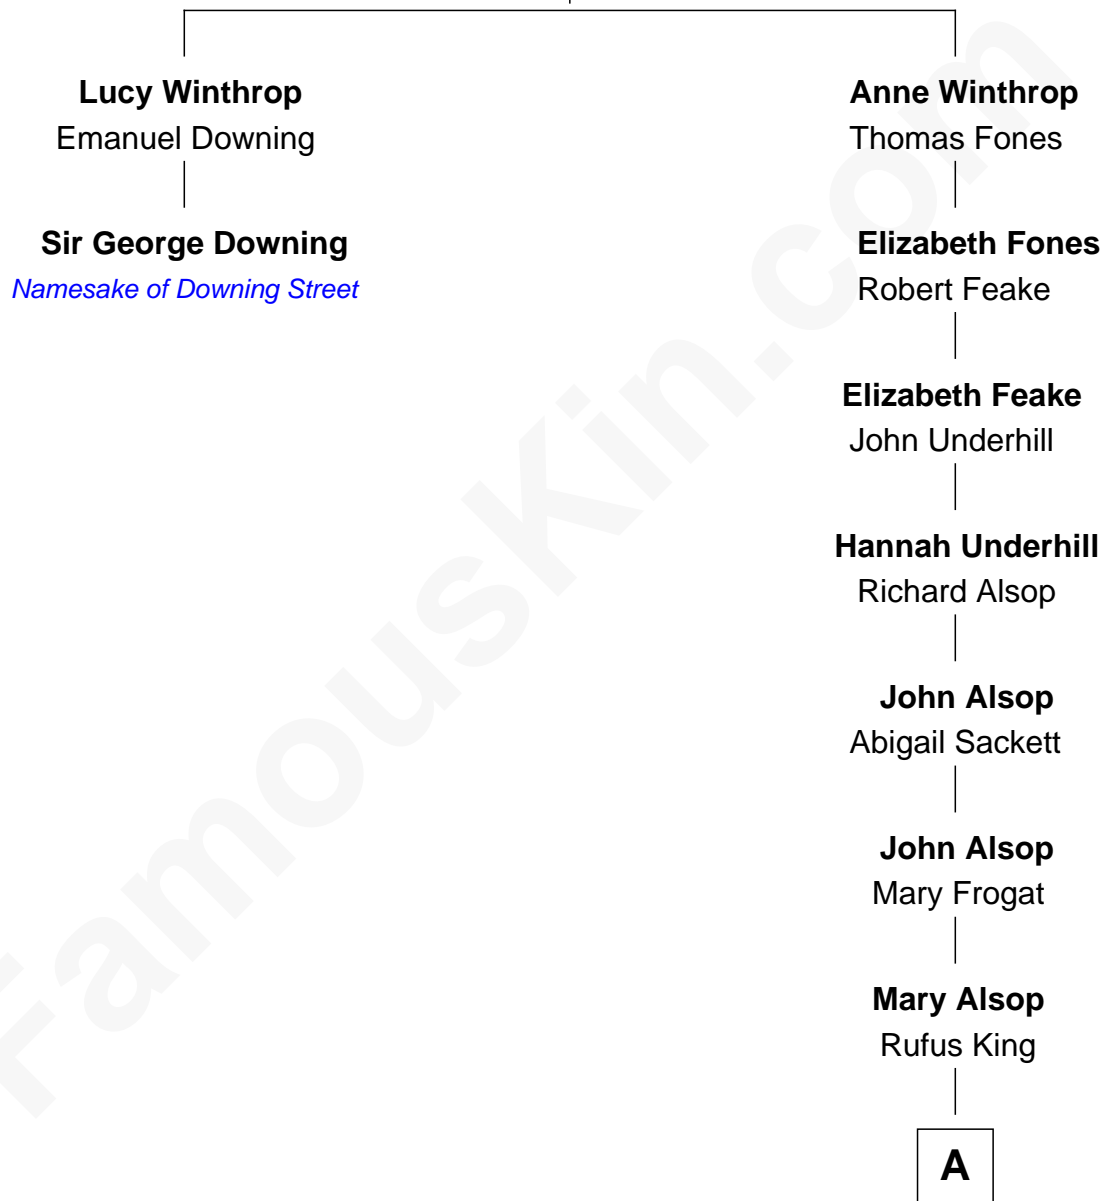 Lucy Winthrop
Emanuel Downing
Sir George Downing
Namesake of Downing Street
Anne Winthrop
Thomas Fones
Elizabeth Fones
Robert Feake
Elizabeth Feake
John Underhill
Hannah Underhill
Richard Alsop
John Alsop
Abigail Sackett
John Alsop
Mary Frogat
Mary Alsop
Rufus King
A
FamousKin.com